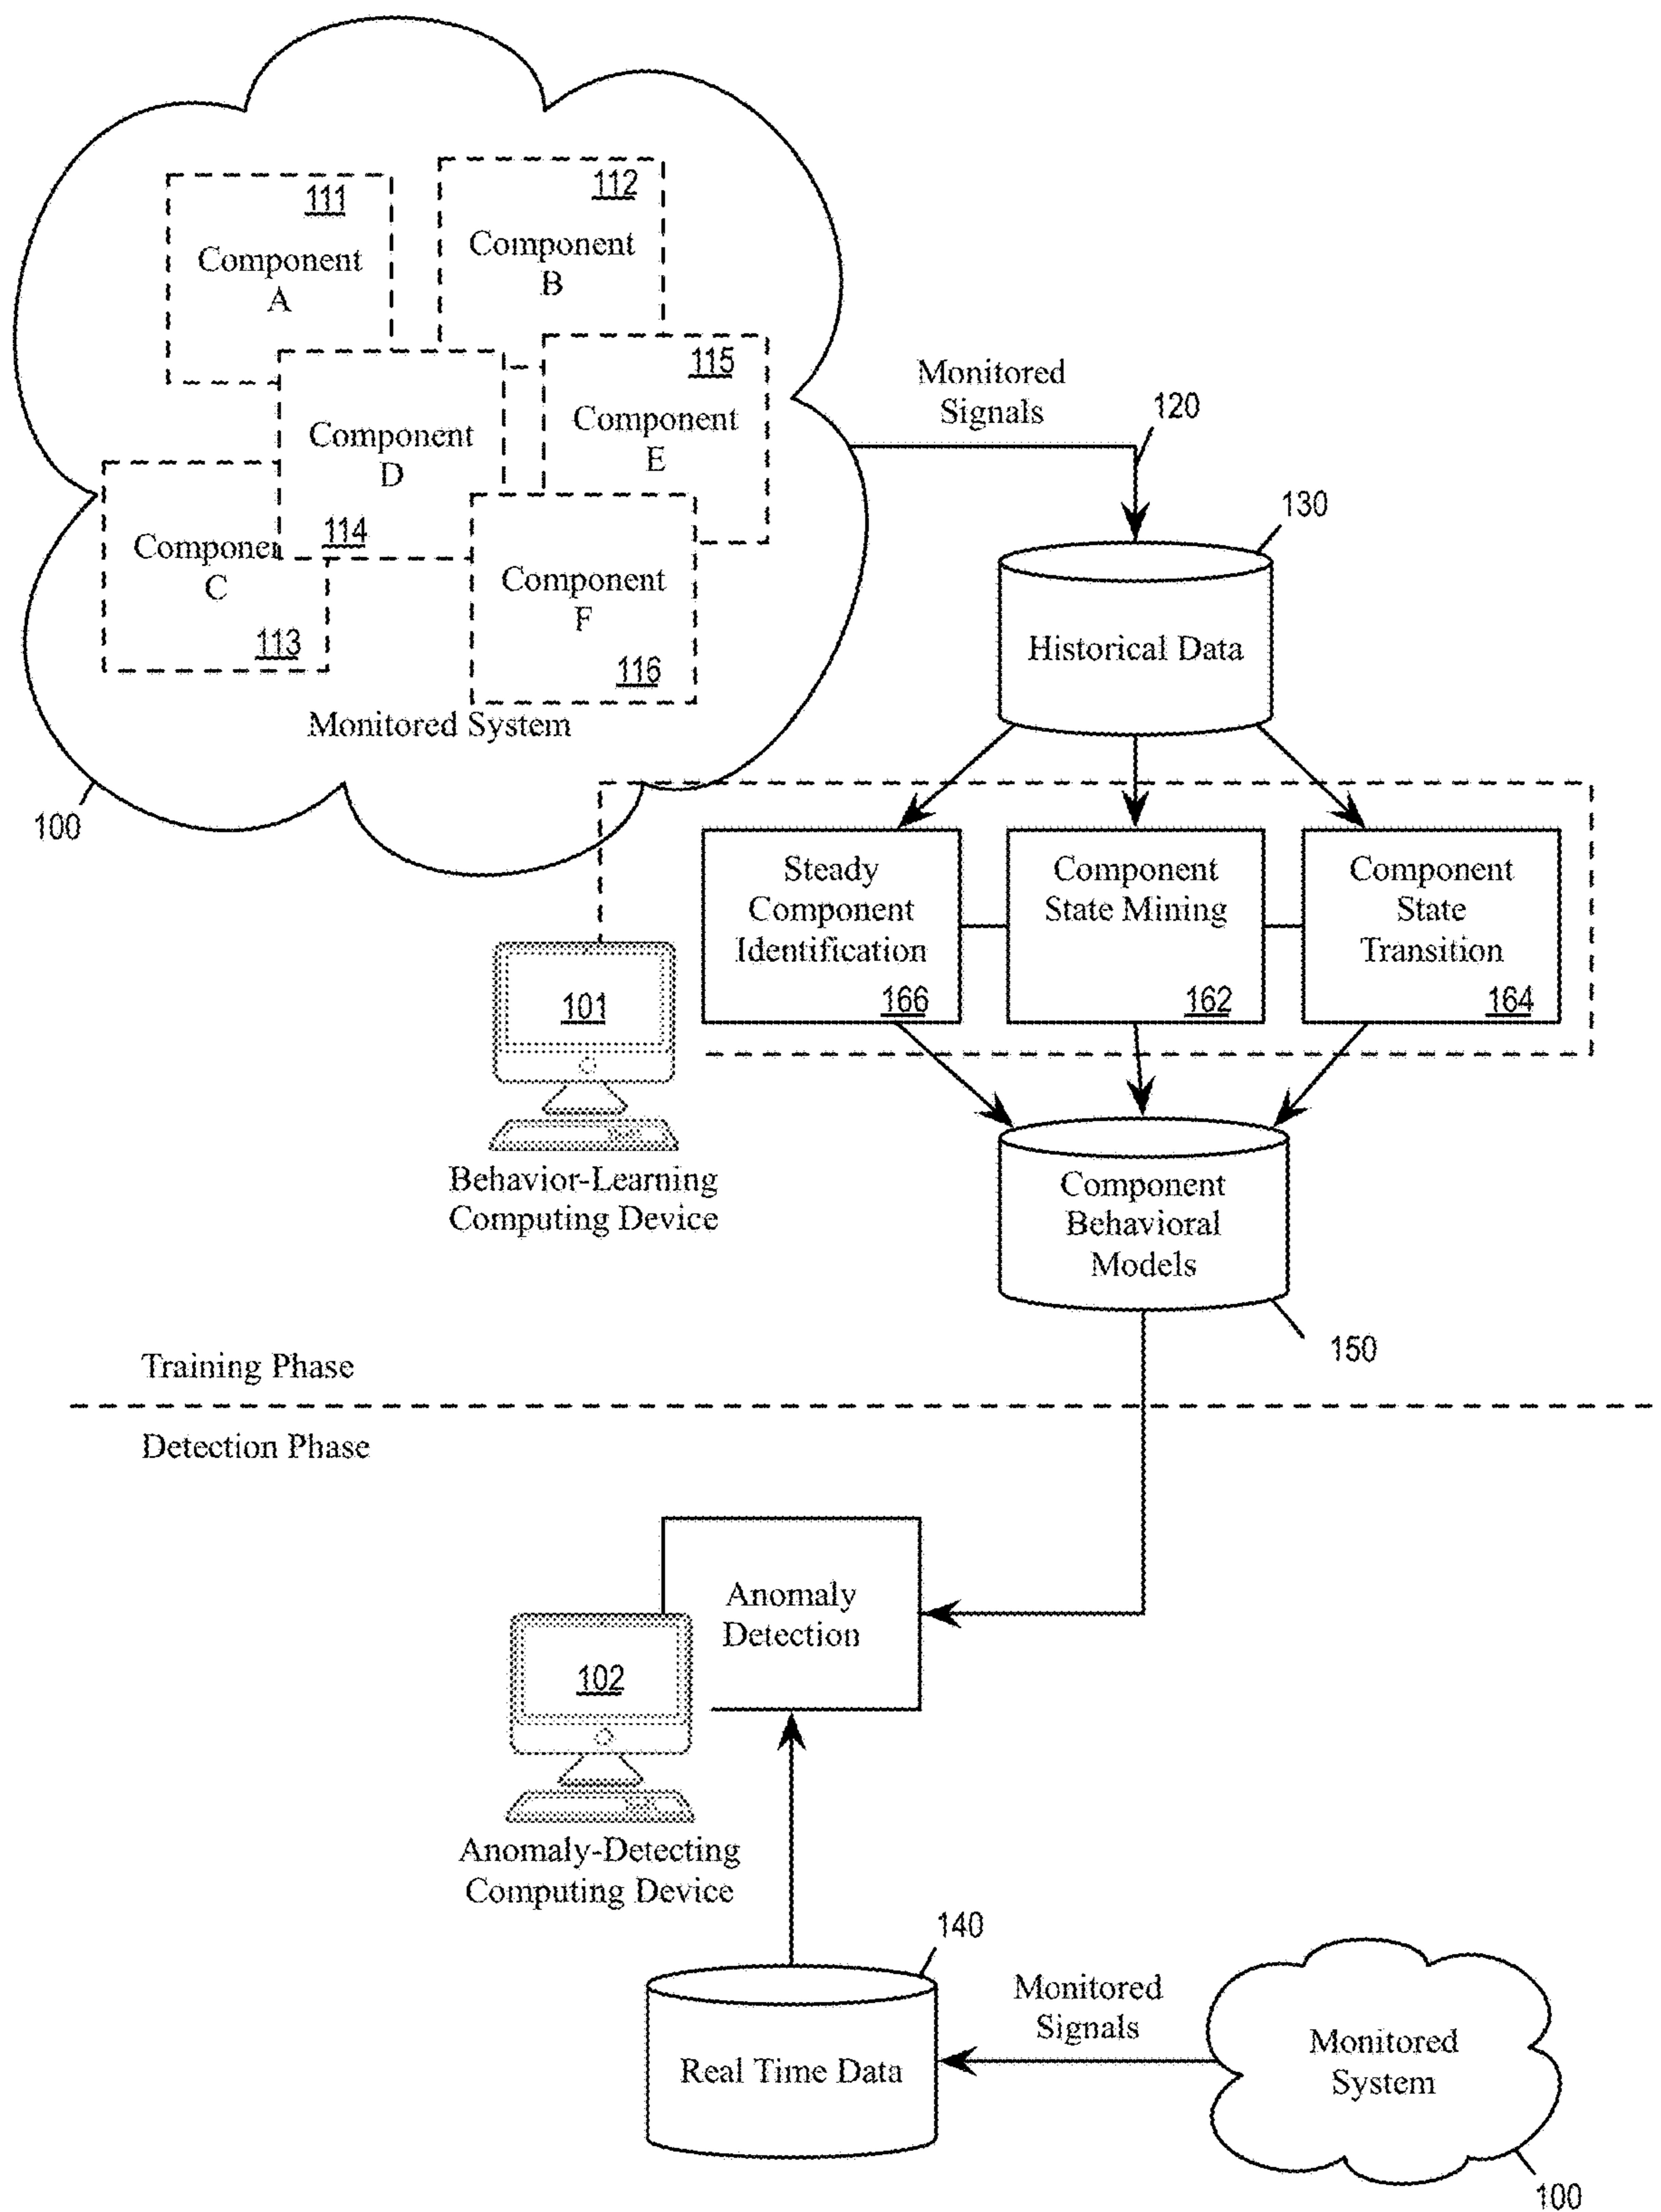 111
Component
A
112
Component
B
115
Component
E
Component
D
114
Componen
C
113
Component
F
116
Monitored System
100
Monitored
Signals
120
130
Historical Data
Steady
Component
Identification
166
Component
State Mining
162
Component
State
Transition
164
101
Behavior-Learning
Computing Device
Component
Behavioral
Models
150
Training Phase
Detection Phase
Anomaly
Detection
102
Anomaly-Detecting
Computing Device
140
Real Time Data
Monitored
Signals
Monitored
System
100